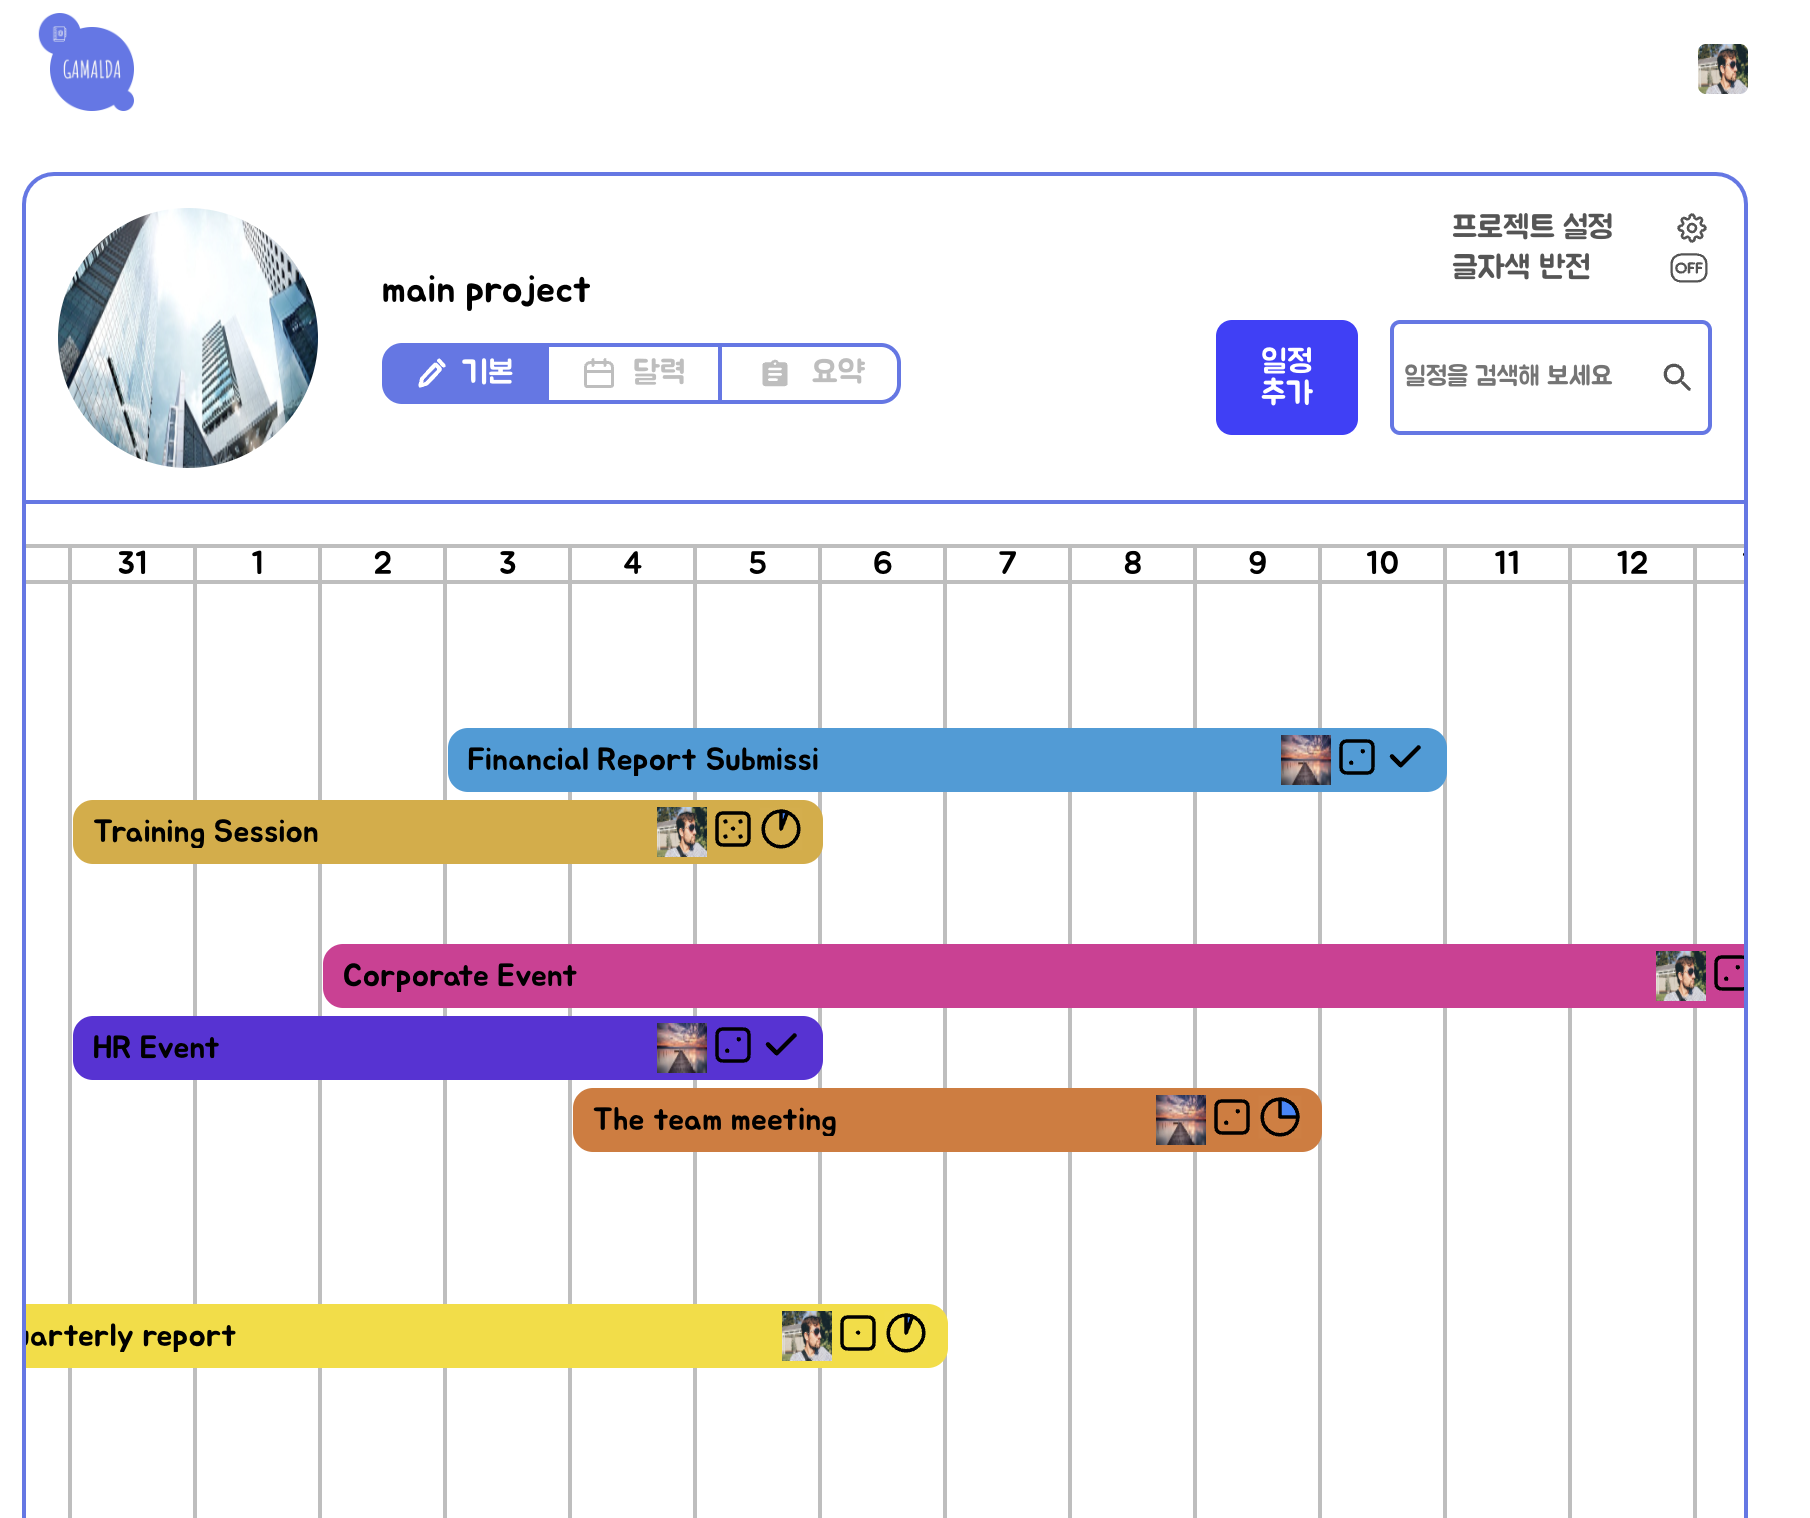 GAMALDA
프로젝트 설정
글자색 반전
OFF
main project
기본
달력
요약
일정
추가
일정을 검색해 보세요
31 1 2 3 4 5 6 7 8 9 10 11 12
Financial Report Submissi
Training Session
Corporate Event
HR Event
The team meeting
uarterly report